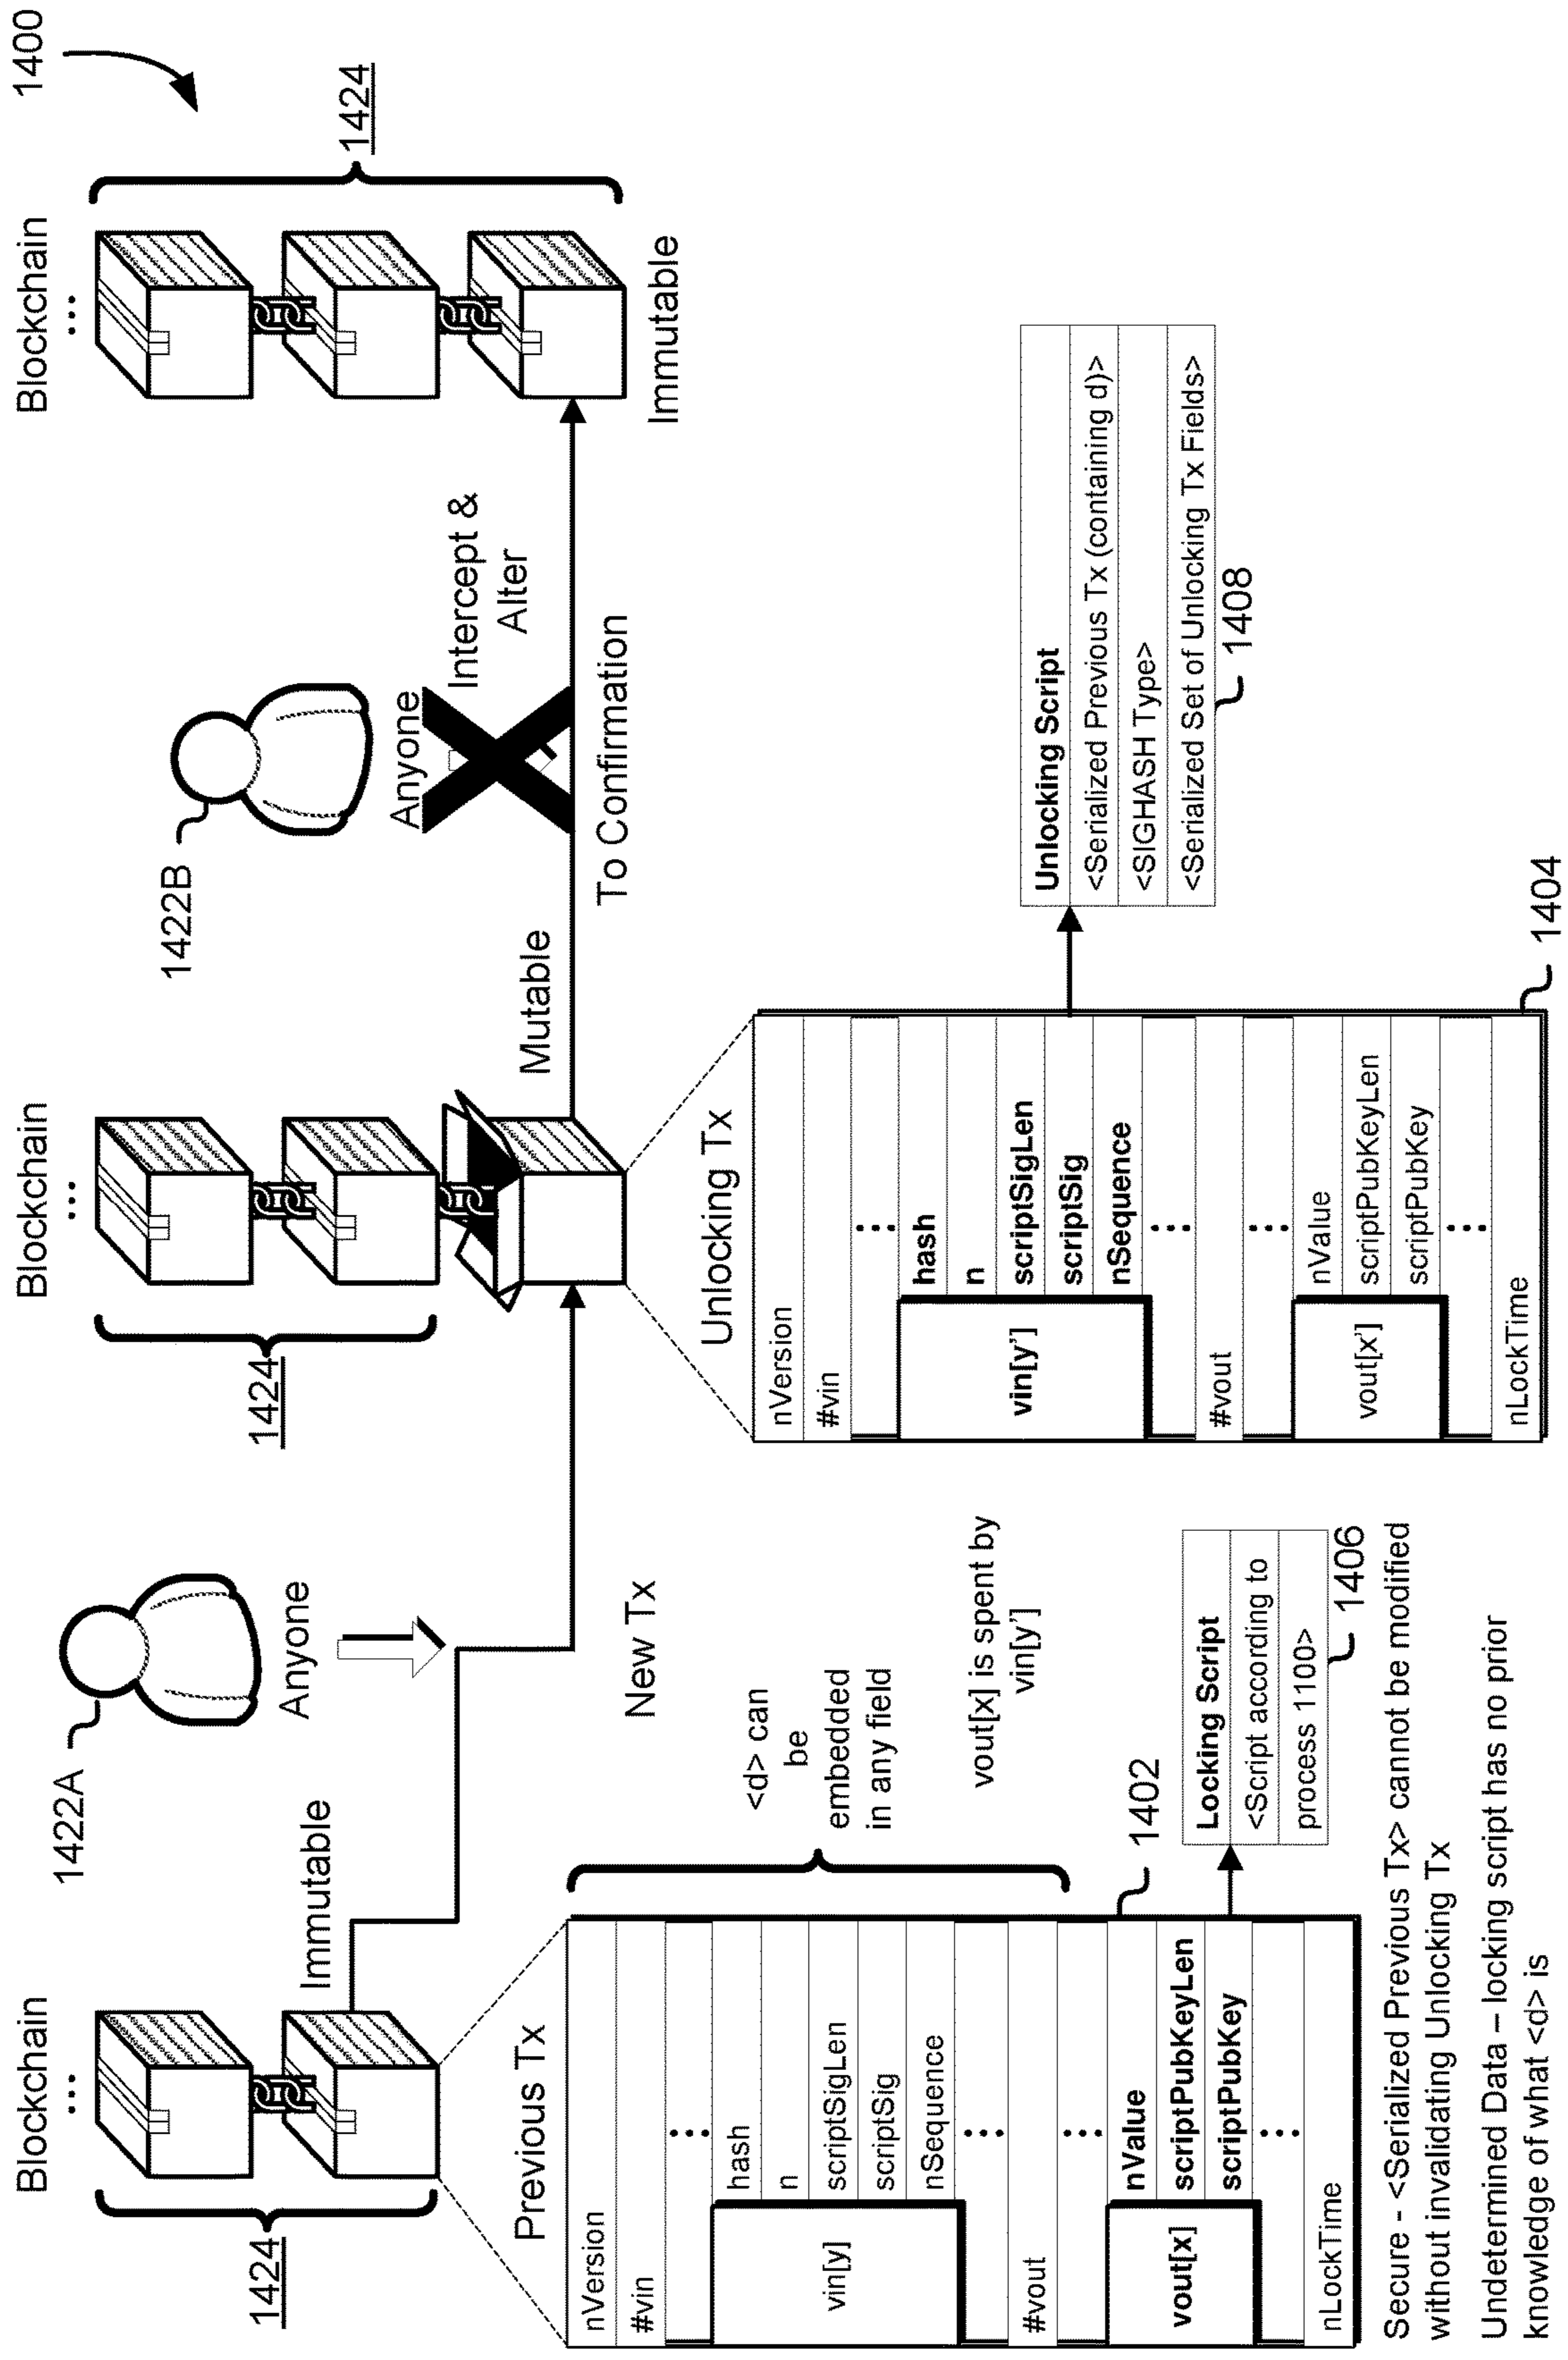 1400
Blockchain
...
1424
Immutable
1422A
Anyone
New Tx
Blockchain
...
1424
Mutable
1422B
Anyone
Intercept &
Alter
To Confirmation
Blockchain
...
1424
Immutable
Previous Tx
nVersion
#vin
...
vin[y]
hash
n
scriptSigLen
scriptSig
nSequence
...
#vout
...
vout[x]
nValue
scriptPubKeyLen
scriptPubKey
...
nLockTime
1402
<d> can
be
embedded
in any field
vout[x] is spent by
vin[y']
Locking Script
<Script according to
process 1100>
1406
Unlocking Tx
nVersion
#vin
...
vin[y']
hash
n
scriptSigLen
scriptSig
nSequence
...
#vout
...
vout[x']
nValue
scriptPubKeyLen
scriptPubKey
...
nLockTime
1404
Unlocking Script
<Serialized Previous Tx (containing d)>
<SIGHASH Type>
<Serialized Set of Unlocking Tx Fields>
1408
Secure - <Serialized Previous Tx> cannot be modified
without invalidating Unlocking Tx
Undetermined Data – locking script has no prior
knowledge of what <d> is